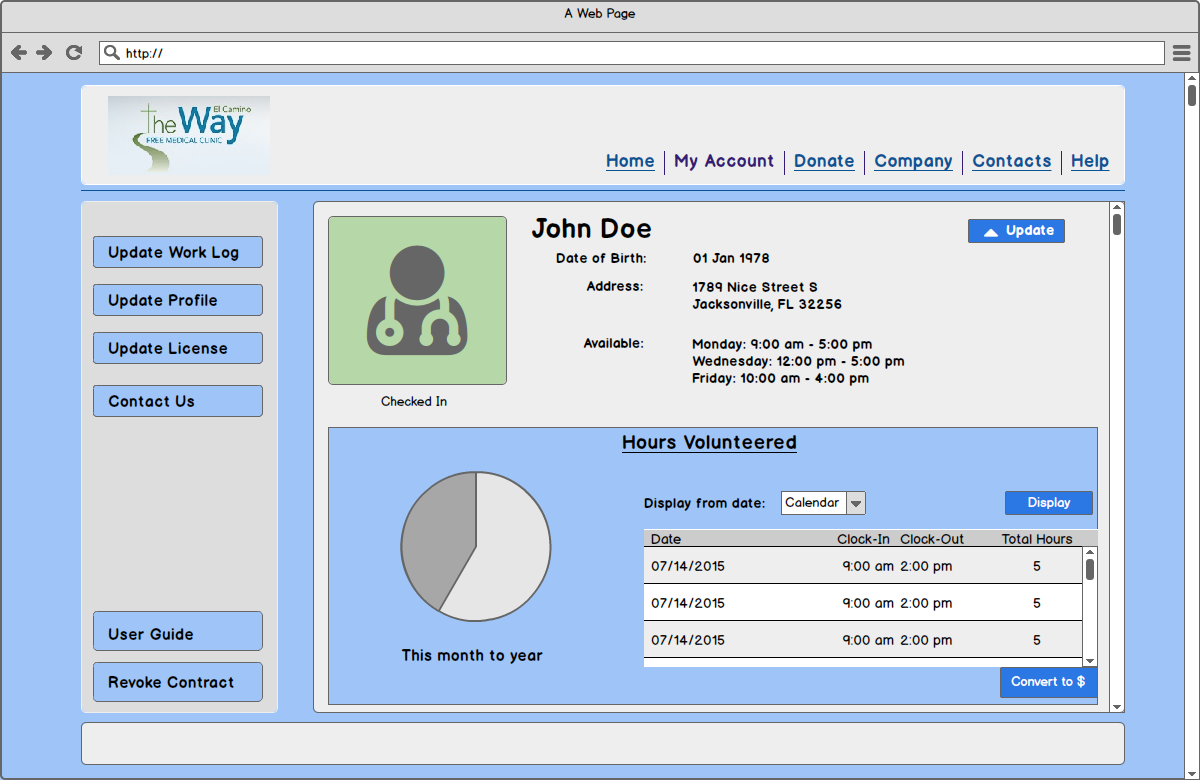 A Web Page
http://
El Camino
the Way
FREE MEDICAL CLINIC
Home My Account Donate Company Contacts Help
Update Work Log
Update Profile
Update License
Contact Us
User Guide
Revoke Contract
John Doe
Update
Date of Birth: 01 Jan 1978
Address: 1789 Nice Street S
Jacksonville, FL 32256
Available: Monday: 9:00 am - 5:00 pm
Wednesday: 12:00 pm - 5:00 pm
Friday: 10:00 am - 4:00 pm
Checked In
Hours Volunteered
Display from date: Calendar Display
Date Clock-In Clock-Out Total Hours
07/14/2015 9:00 am 2:00 pm 5
07/14/2015 9:00 am 2:00 pm 5
07/14/2015 9:00 am 2:00 pm 5
This month to year
Convert to $